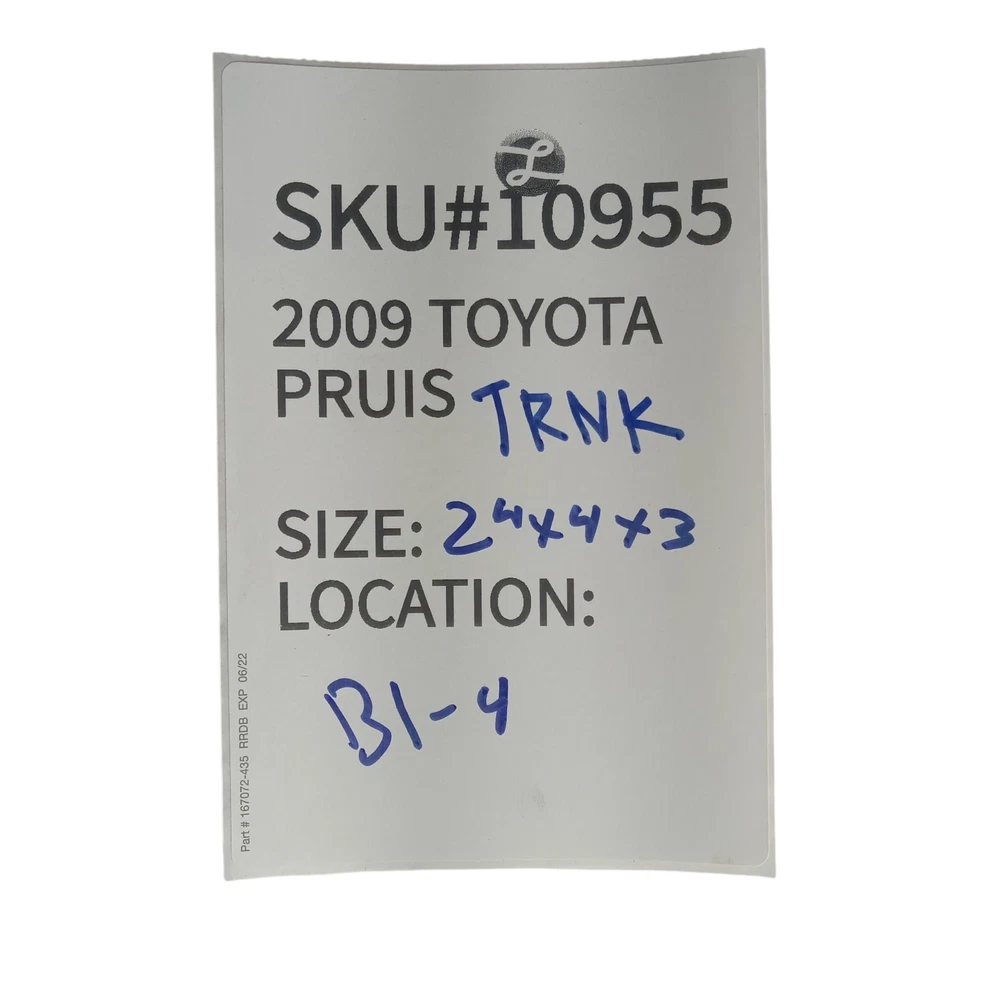 SKU#10955
2009 TOYOTA
PRUIS TRNK
SIZE: 24x4x3
LOCATION:
B1-4
Part # 167072-435 RRDB EXP 06/22